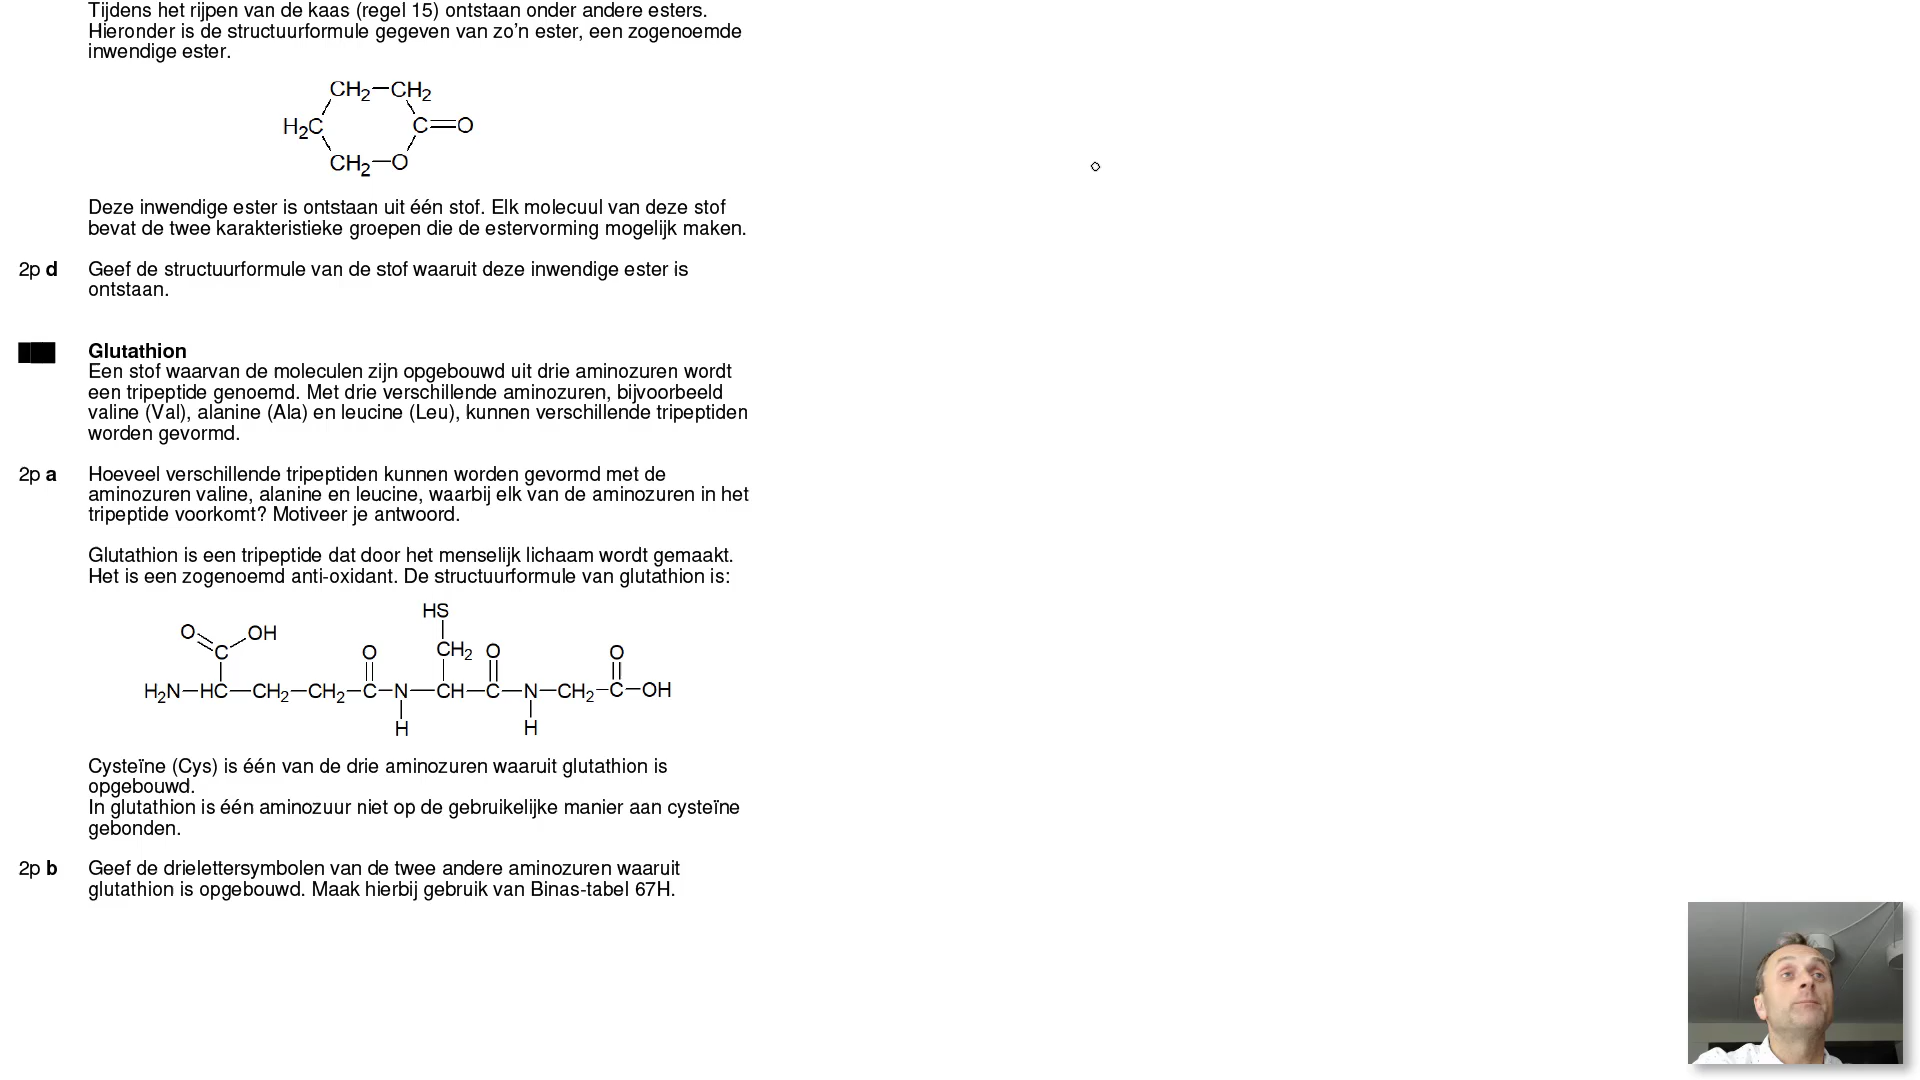 Tijdens het rijpen van de kaas (regel 15) ontstaan onder andere esters.
Hieronder is de structuurformule gegeven van zo'n ester, een zogenoemde
inwendige ester.
CH2—CH2
H2C C=O
CH2—O
Deze inwendige ester is ontstaan uit één stof. Elk molecuul van deze stof
bevat de twee karakteristieke groepen die de estervorming mogelijk maken.
2p d Geef de structuurformule van de stof waaruit deze inwendige ester is
ontstaan.
Glutathion
Een stof waarvan de moleculen zijn opgebouwd uit drie aminozuren wordt
een tripeptide genoemd. Met drie verschillende aminozuren, bijvoorbeeld
valine (Val), alanine (Ala) en leucine (Leu), kunnen verschillende tripeptiden
worden gevormd.
2p a Hoeveel verschillende tripeptiden kunnen worden gevormd met de
aminozuren valine, alanine en leucine, waarbij elk van de aminozuren in het
tripeptide voorkomt? Motiveer je antwoord.
Glutathion is een tripeptide dat door het menselijk lichaam wordt gemaakt.
Het is een zogenoemd anti-oxidant. De structuurformule van glutathion is:
HS
O OH
C O CH2 O O
H2N—HC—CH2—CH2—C—N—CH—C—N—CH2—C—OH
H H
Cysteïne (Cys) is één van de drie aminozuren waaruit glutathion is
opgebouwd.
In glutathion is één aminozuur niet op de gebruikelijke manier aan cysteïne
gebonden.
2p b Geef de drielettersymbolen van de twee andere aminozuren waaruit
glutathion is opgebouwd. Maak hierbij gebruik van Binas-tabel 67H.